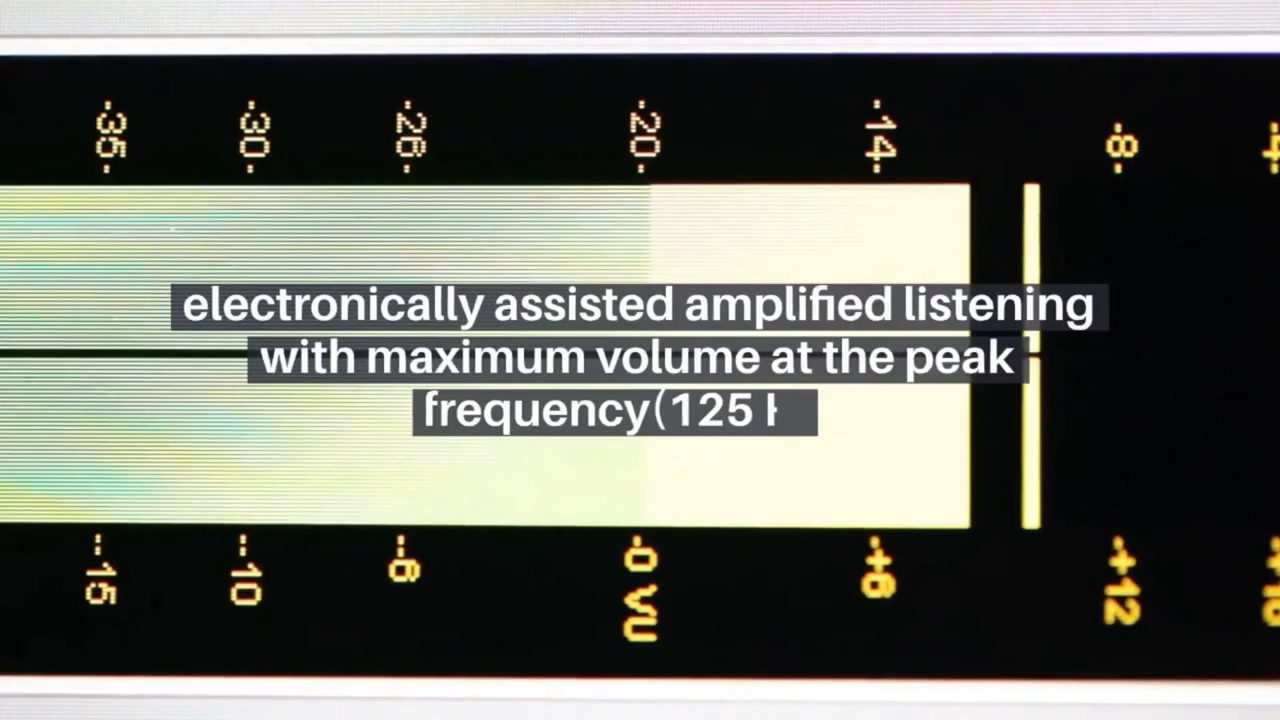 -35- -30- -26- -20- -14- -8-
electronically assisted amplified listening
with maximum volume at the peak
frequency(125
--15 --10 --6 -0 VU -+6 -+12